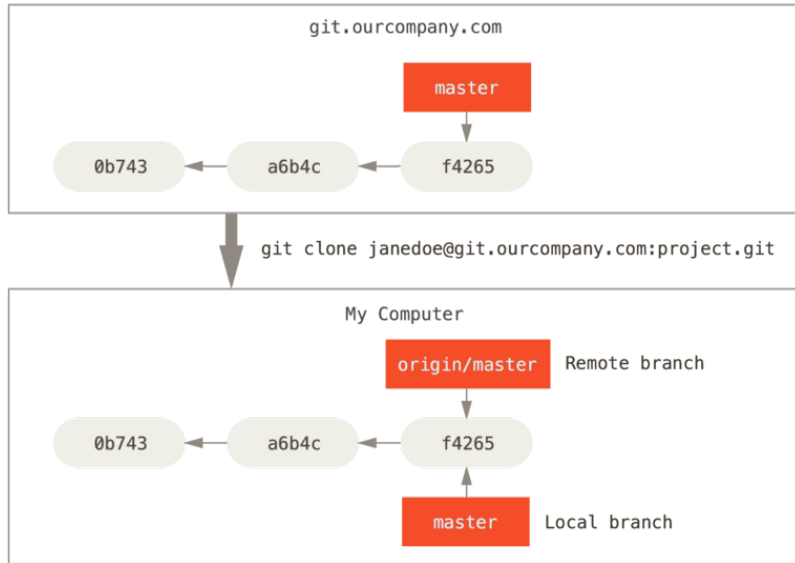 git.ourcompany.com
master
0b743 a6b4c f4265
git clone janedoe@git.ourcompany.com:project.git
My Computer
origin/master Remote branch
0b743 a6b4c f4265
master Local branch